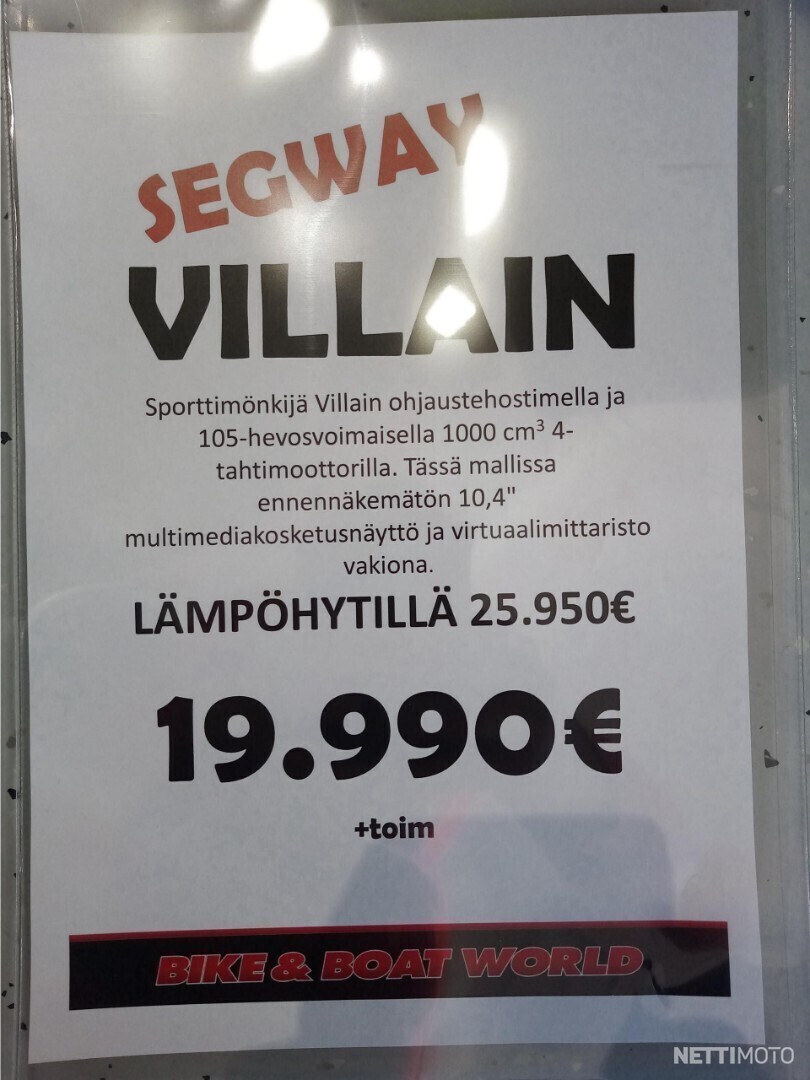 SEGWAY
VILLAIN
Sporttimönkijä Villain ohjaustehostimella ja
105-hevosvoimaisella 1000 cm³ 4-
tahtimoottorilla. Tässä mallissa
ennennäkemätön 10,4"
multimediakosketusnäyttö ja virtuaalimittaristo
vakiona.
LÄMPÖHYTILLÄ 25.950€
19.990€
+toim
BIKE & BOAT WORLD
NETTIMOTO